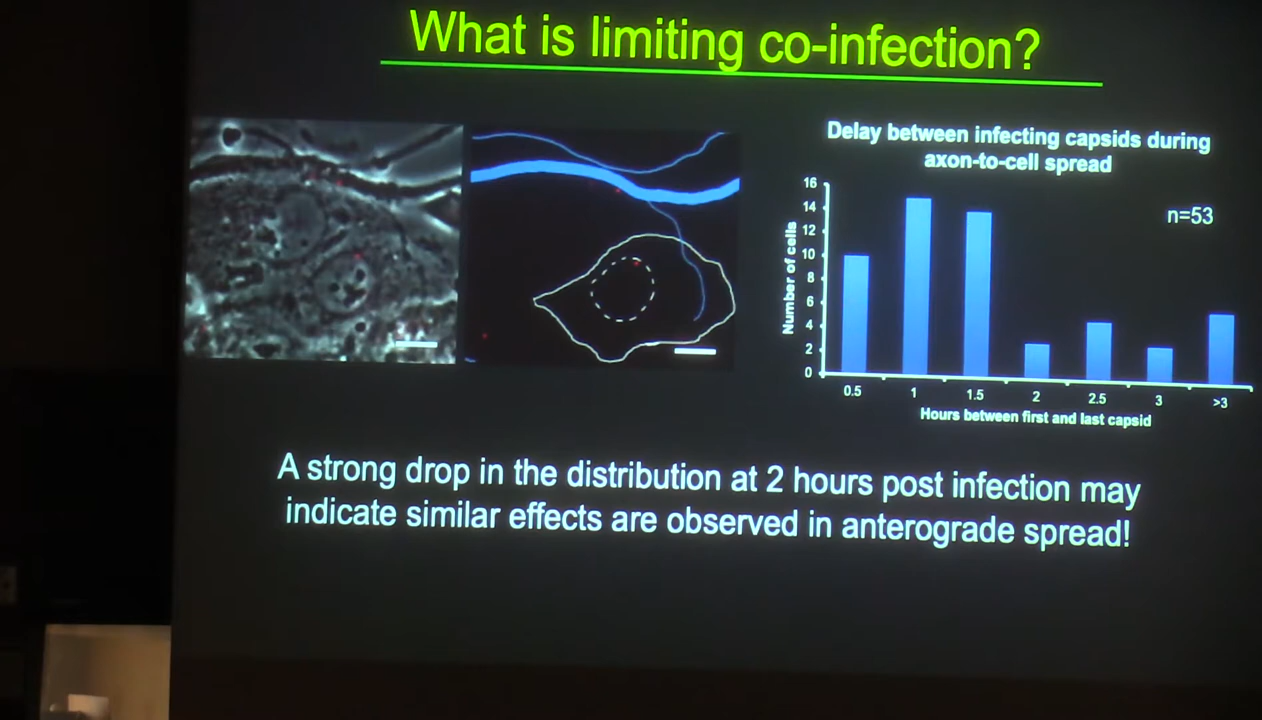 What is limiting co-infection?
Delay between infecting capsids during
axon-to-cell spread
n=53
Number of cells
16
14
12
10
8
6
4
2
0
0.5 1 1.5 2 2.5 3 >3
Hours between first and last capsid
A strong drop in the distribution at 2 hours post infection may
indicate similar effects are observed in anterograde spread!